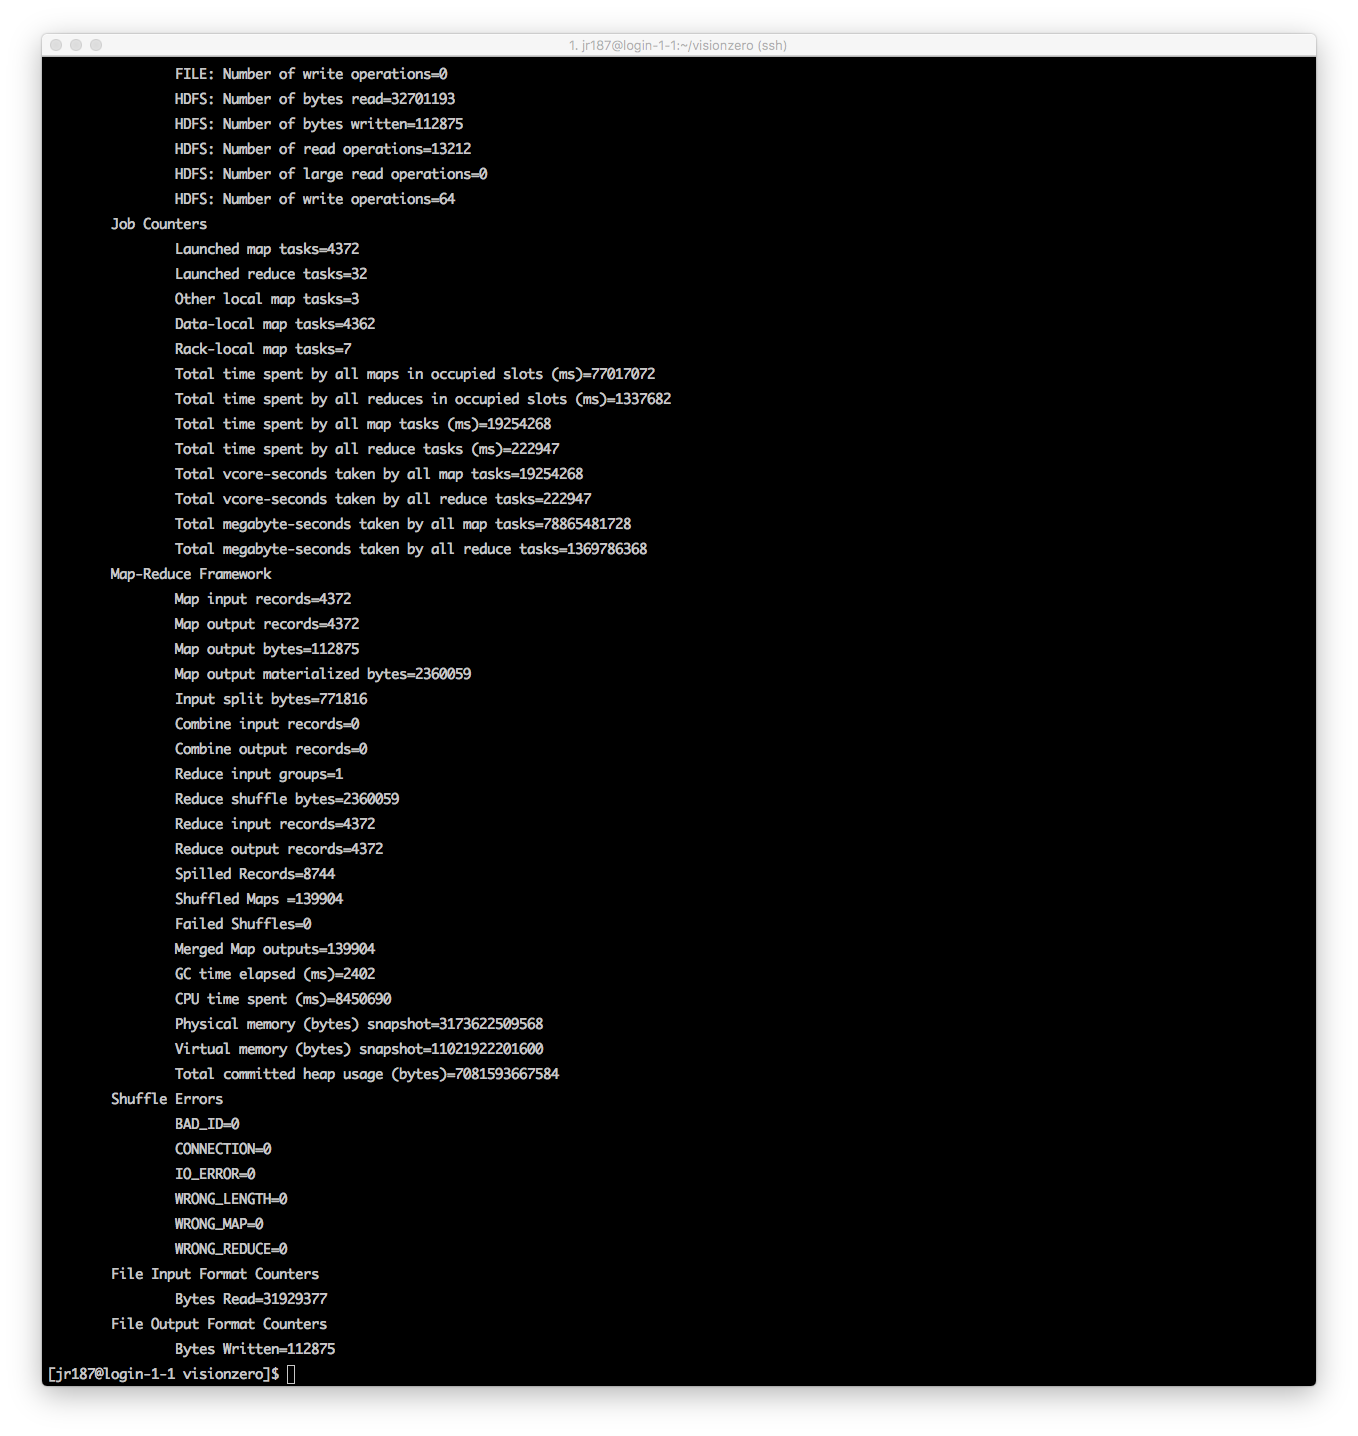 1. jr187@login-1-1:~/visionzero (ssh)
FILE: Number of write operations=0
HDFS: Number of bytes read=32701193
HDFS: Number of bytes written=112875
HDFS: Number of read operations=13212
HDFS: Number of large read operations=0
HDFS: Number of write operations=64
Job Counters
Launched map tasks=4372
Launched reduce tasks=32
Other local map tasks=3
Data-local map tasks=4362
Rack-local map tasks=7
Total time spent by all maps in occupied slots (ms)=77017072
Total time spent by all reduces in occupied slots (ms)=1337682
Total time spent by all map tasks (ms)=19254268
Total time spent by all reduce tasks (ms)=222947
Total vcore-seconds taken by all map tasks=19254268
Total vcore-seconds taken by all reduce tasks=222947
Total megabyte-seconds taken by all map tasks=78865481728
Total megabyte-seconds taken by all reduce tasks=1369786368
Map-Reduce Framework
Map input records=4372
Map output records=4372
Map output bytes=112875
Map output materialized bytes=2360059
Input split bytes=771816
Combine input records=0
Combine output records=0
Reduce input groups=1
Reduce shuffle bytes=2360059
Reduce input records=4372
Reduce output records=4372
Spilled Records=8744
Shuffled Maps =139904
Failed Shuffles=0
Merged Map outputs=139904
GC time elapsed (ms)=2402
CPU time spent (ms)=8450690
Physical memory (bytes) snapshot=3173622509568
Virtual memory (bytes) snapshot=11021922201600
Total committed heap usage (bytes)=7081593667584
Shuffle Errors
BAD_ID=0
CONNECTION=0
IO_ERROR=0
WRONG_LENGTH=0
WRONG_MAP=0
WRONG_REDUCE=0
File Input Format Counters
Bytes Read=31929377
File Output Format Counters
Bytes Written=112875
[jr187@login-1-1 visionzero]$